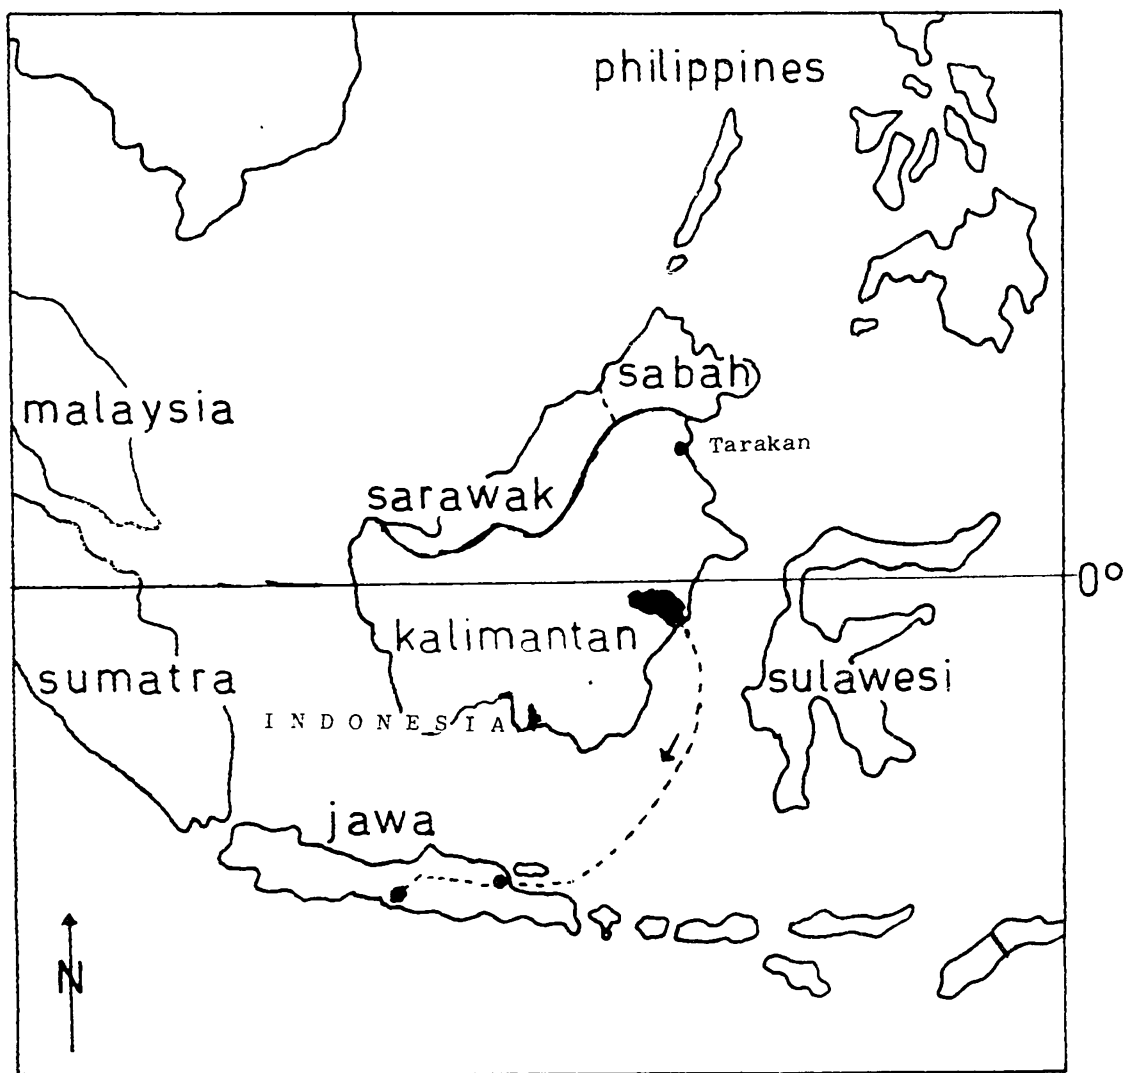 philippines
sabah
malaysia
Tarakan
sarawak
0°
kalimantan
sumatra
sulawesi
INDONESIA
jawa
N